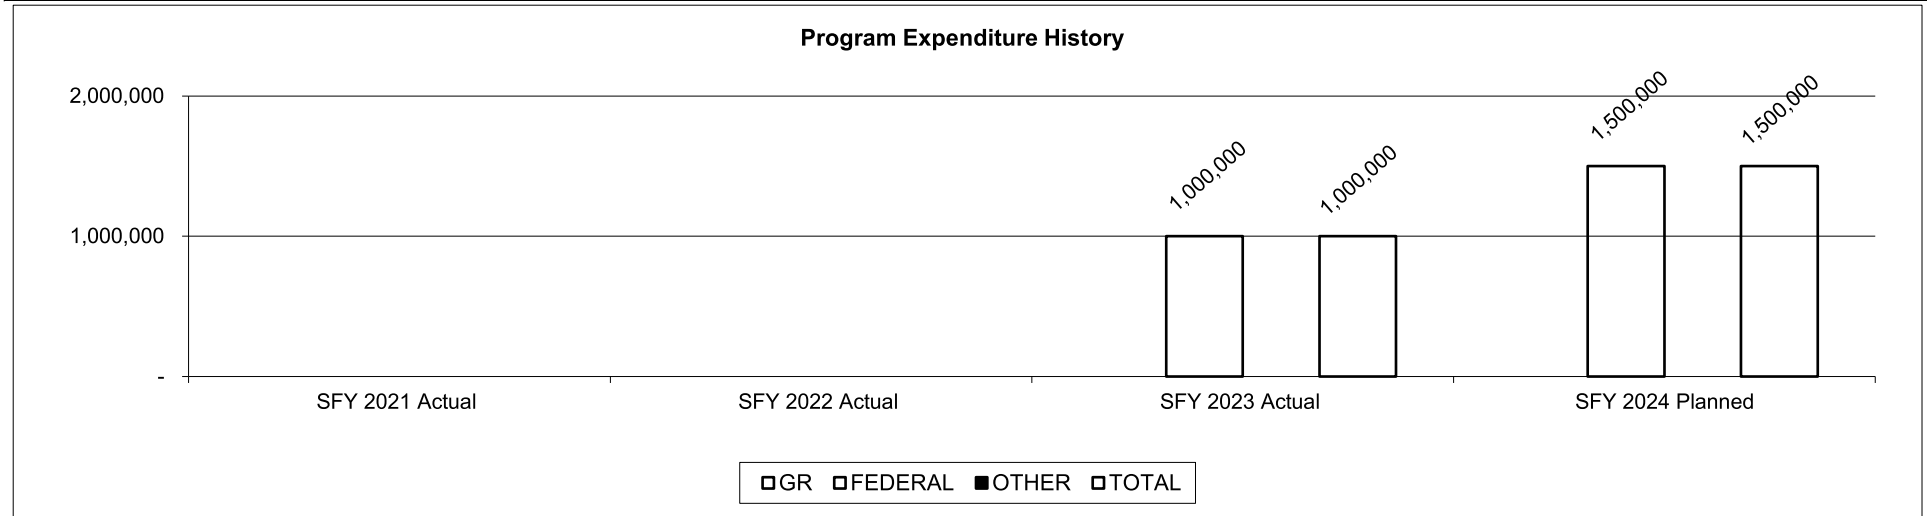 Program Expenditure History
2,000,000
1,000,000
-
1,000,000
1,000,000
1,500,000
1,500,000
SFY 2021 Actual
SFY 2022 Actual
SFY 2023 Actual
SFY 2024 Planned
GR FEDERAL OTHER TOTAL